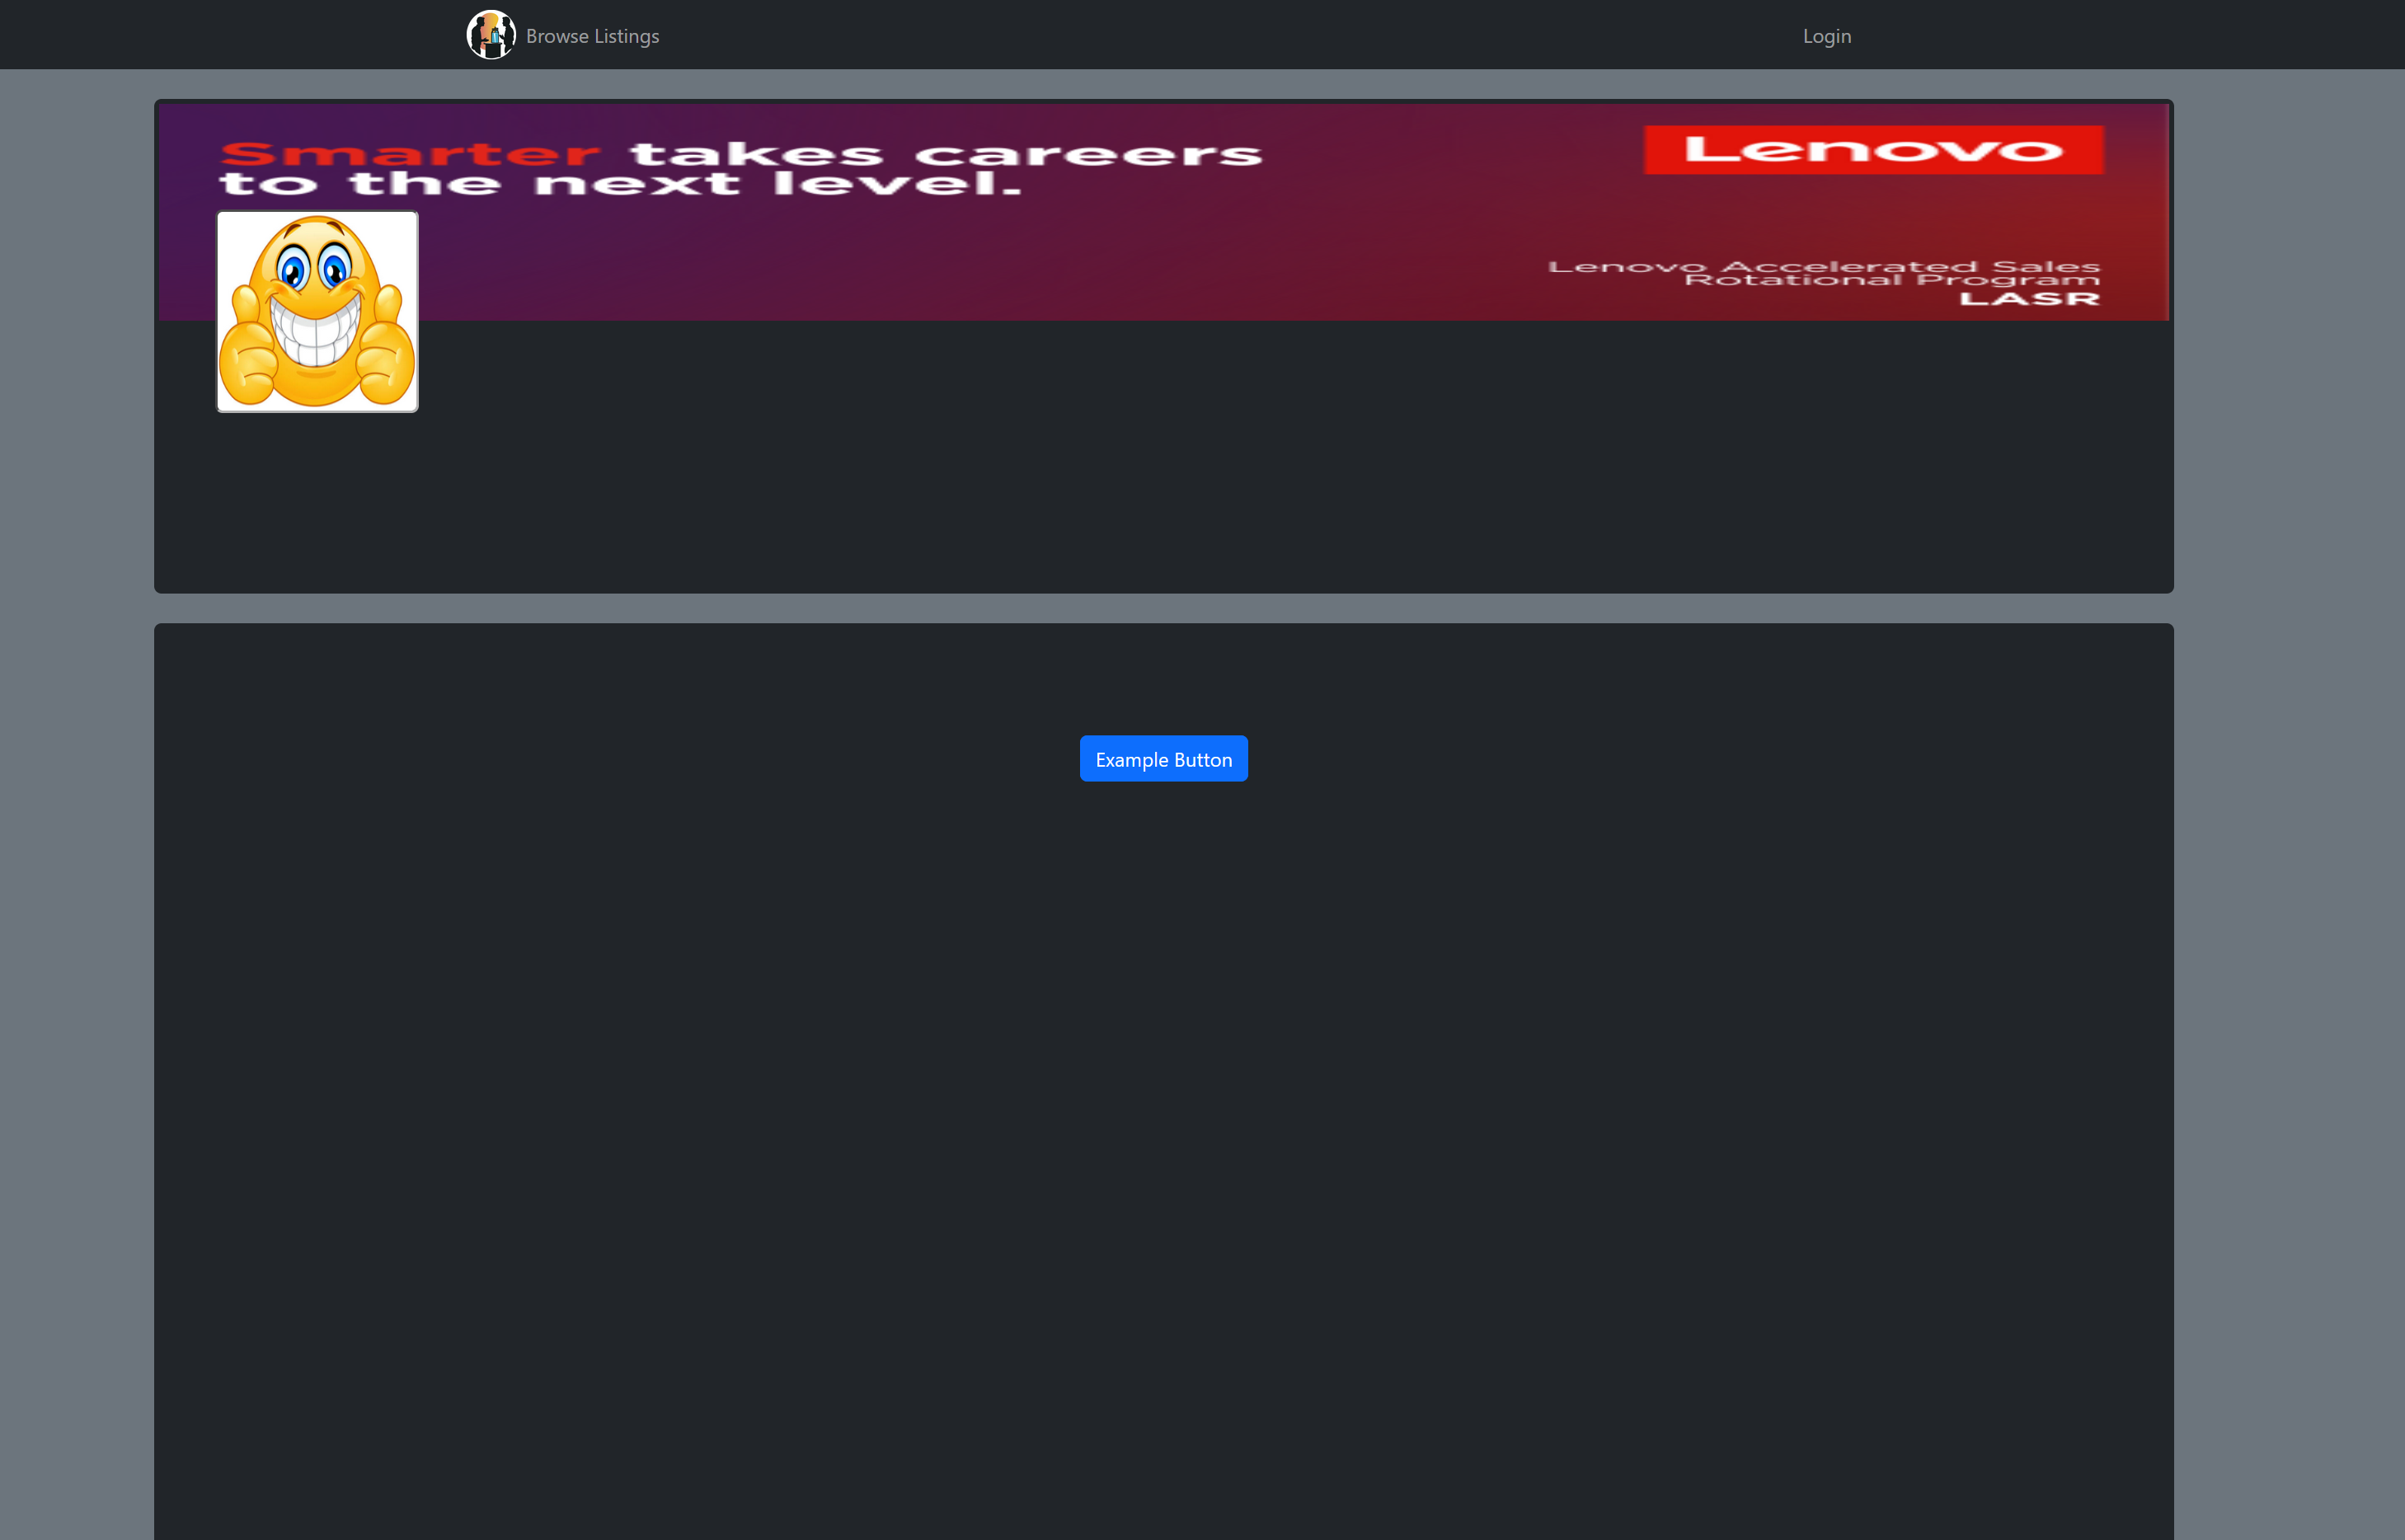 Browse Listings
Login
Smarter takes careers
to the next level.
Lenovo
Lenovo Accelerated Sales
Rotational Program
LASR
Example Button